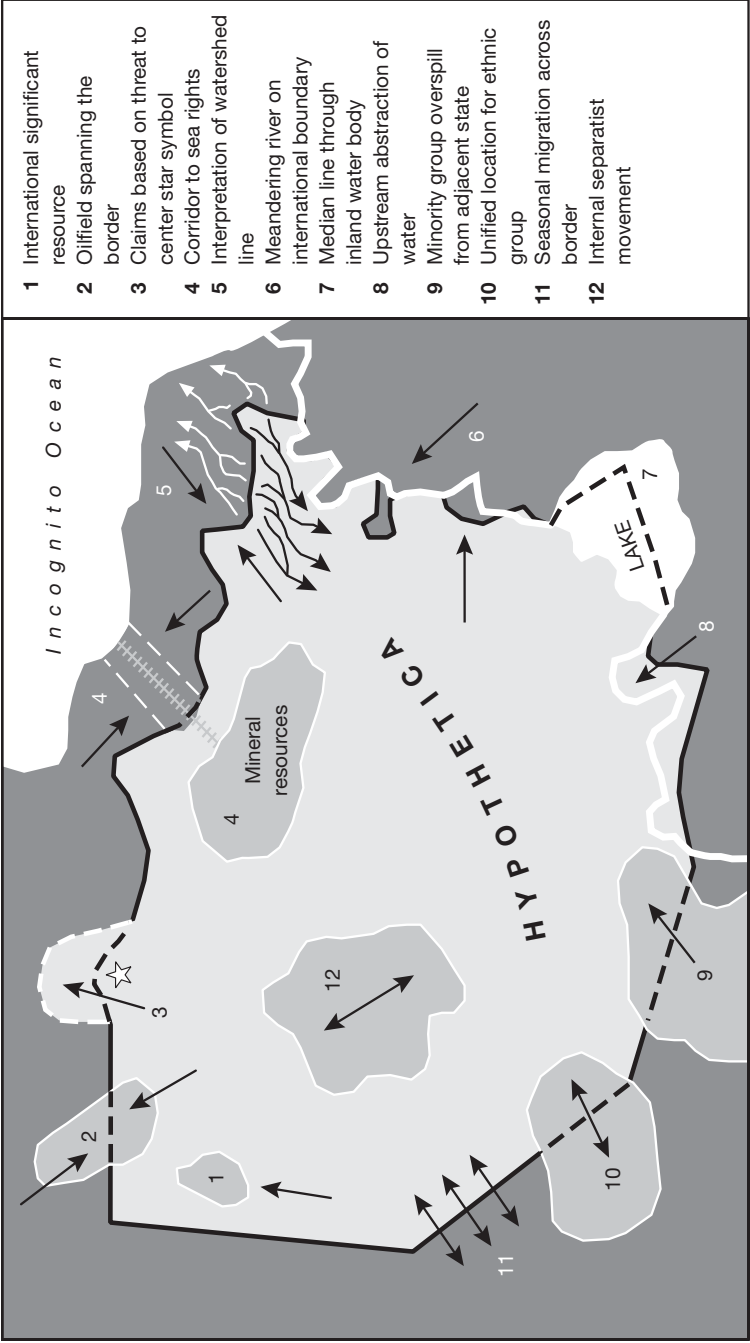 Incognito Ocean
5
4
6
3
2
4
Mineral
resources
HYPOTHETICA
LAKE
7
8
12
1
9
10
11
1 International significant
resource
2 Oilfield spanning the
border
3 Claims based on threat to
center star symbol
4 Corridor to sea rights
5 Interpretation of watershed
line
6 Meandering river on
international boundary
7 Median line through
inland water body
8 Upstream abstraction of
water
9 Minority group overspill
from adjacent state
10 Unified location for ethnic
group
11 Seasonal migration across
border
12 Internal separatist
movement